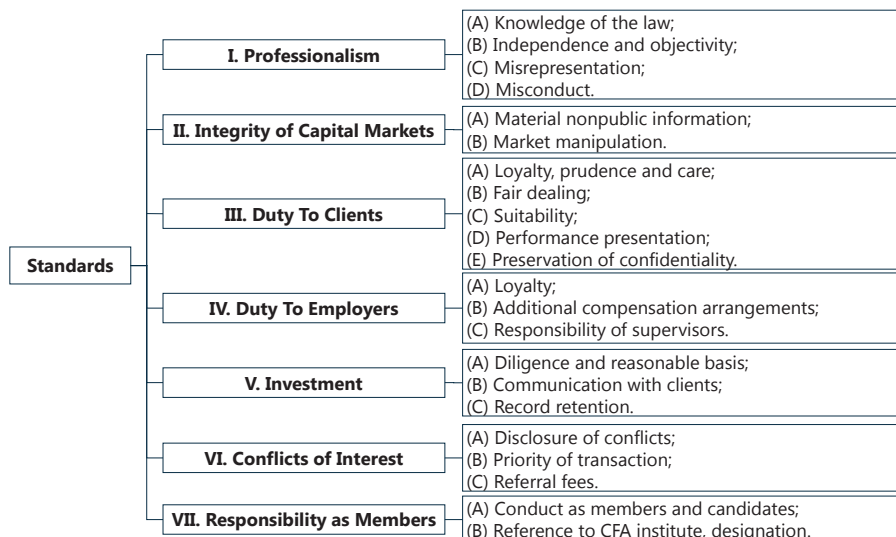 Standards
I. Professionalism
(A) Knowledge of the law;
(B) Independence and objectivity;
(C) Misrepresentation;
(D) Misconduct.
II. Integrity of Capital Markets
(A) Material nonpublic information;
(B) Market manipulation.
III. Duty To Clients
(A) Loyalty, prudence and care;
(B) Fair dealing;
(C) Suitability;
(D) Performance presentation;
(E) Preservation of confidentiality.
IV. Duty To Employers
(A) Loyalty;
(B) Additional compensation arrangements;
(C) Responsibility of supervisors.
V. Investment
(A) Diligence and reasonable basis;
(B) Communication with clients;
(C) Record retention.
VI. Conflicts of Interest
(A) Disclosure of conflicts;
(B) Priority of transaction;
(C) Referral fees.
VII. Responsibility as Members
(A) Conduct as members and candidates;
(B) Reference to CFA institute, designation.